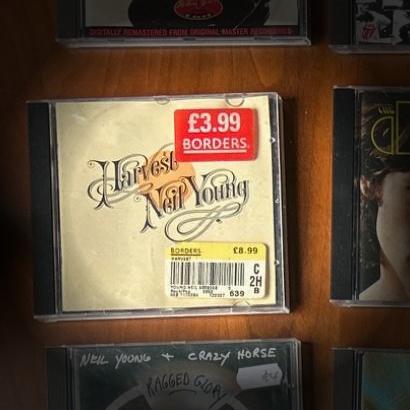 DIGITALLY REMASTERED FROM ORIGINAL MASTER RECORDINGS
£3.99
BORDERS.
Harvest
Neil Young
BORDERS. £8.99
HARVEST
C
2H
B
639
NEIL YOUNG + CRAZY HORSE
RAGGED GLORY